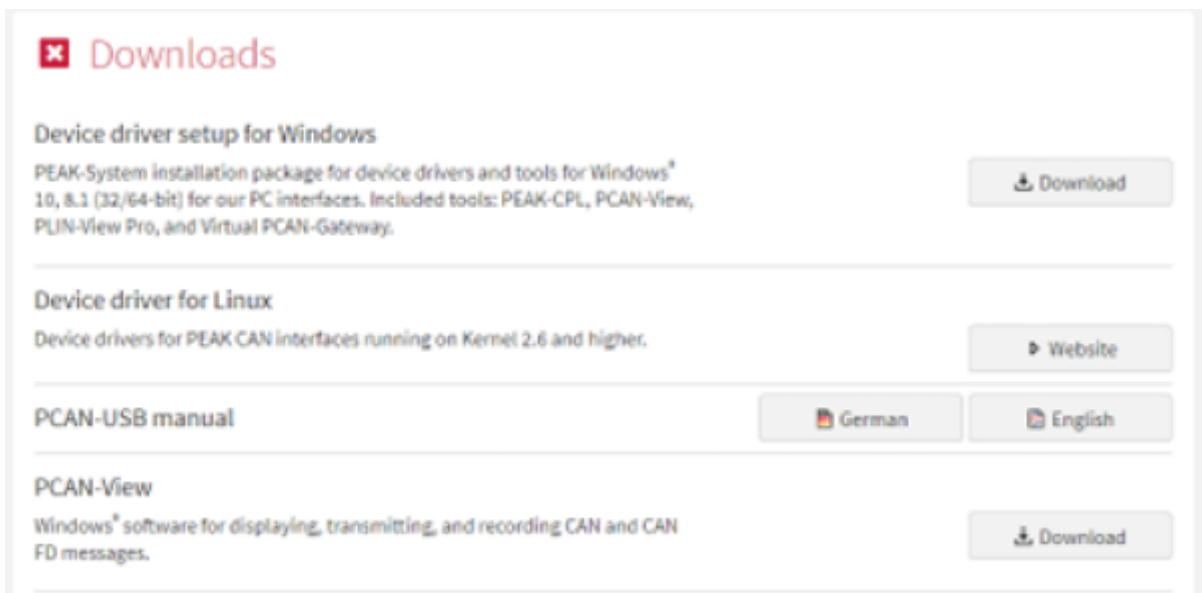 Downloads
Device driver setup for Windows
PEAK-System installation package for device drivers and tools for Windows®
10, 8.1 (32/64-bit) for our PC interfaces. Included tools: PEAK-CPL, PCAN-View,
PLIN-View Pro, and Virtual PCAN-Gateway.
Download
Device driver for Linux
Device drivers for PEAK CAN interfaces running on Kernel 2.6 and higher.
Website
PCAN-USB manual
German
English
PCAN-View
Windows® software for displaying, transmitting, and recording CAN and CAN
FD messages.
Download